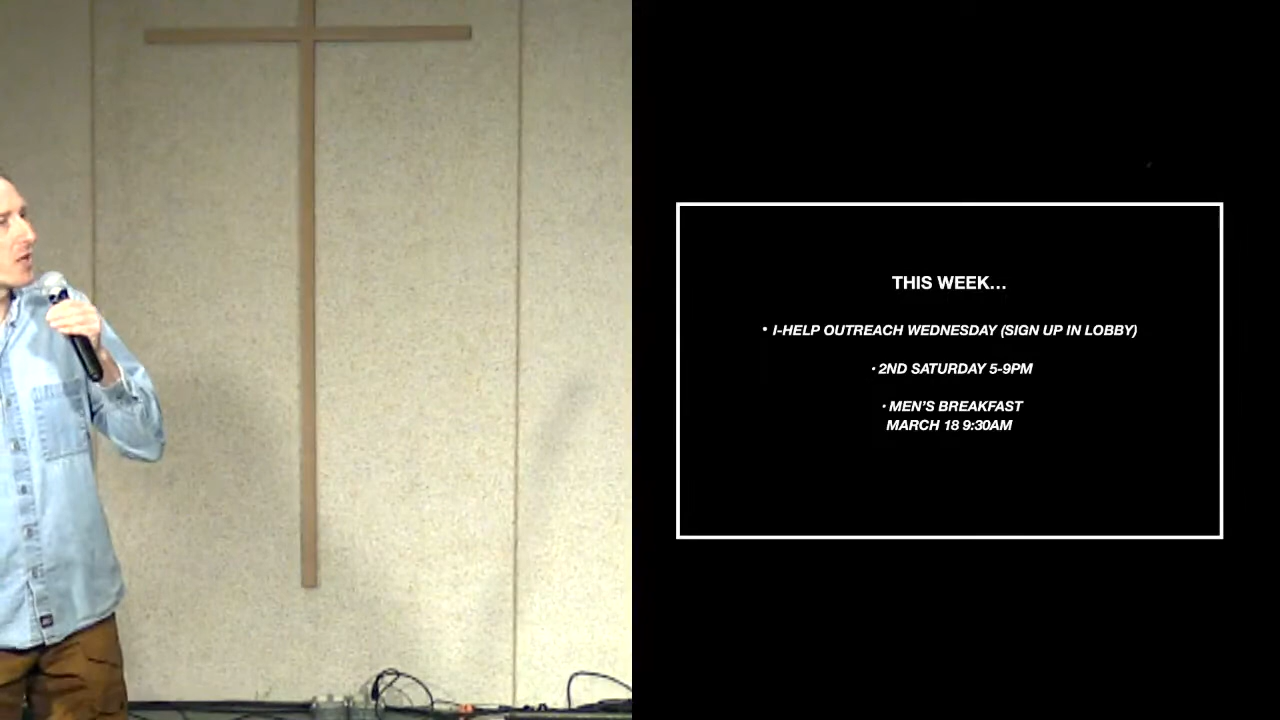 THIS WEEK...
• I-HELP OUTREACH WEDNESDAY (SIGN UP IN LOBBY)
• 2ND SATURDAY 5-9PM
• MEN'S BREAKFAST
MARCH 18 9:30AM